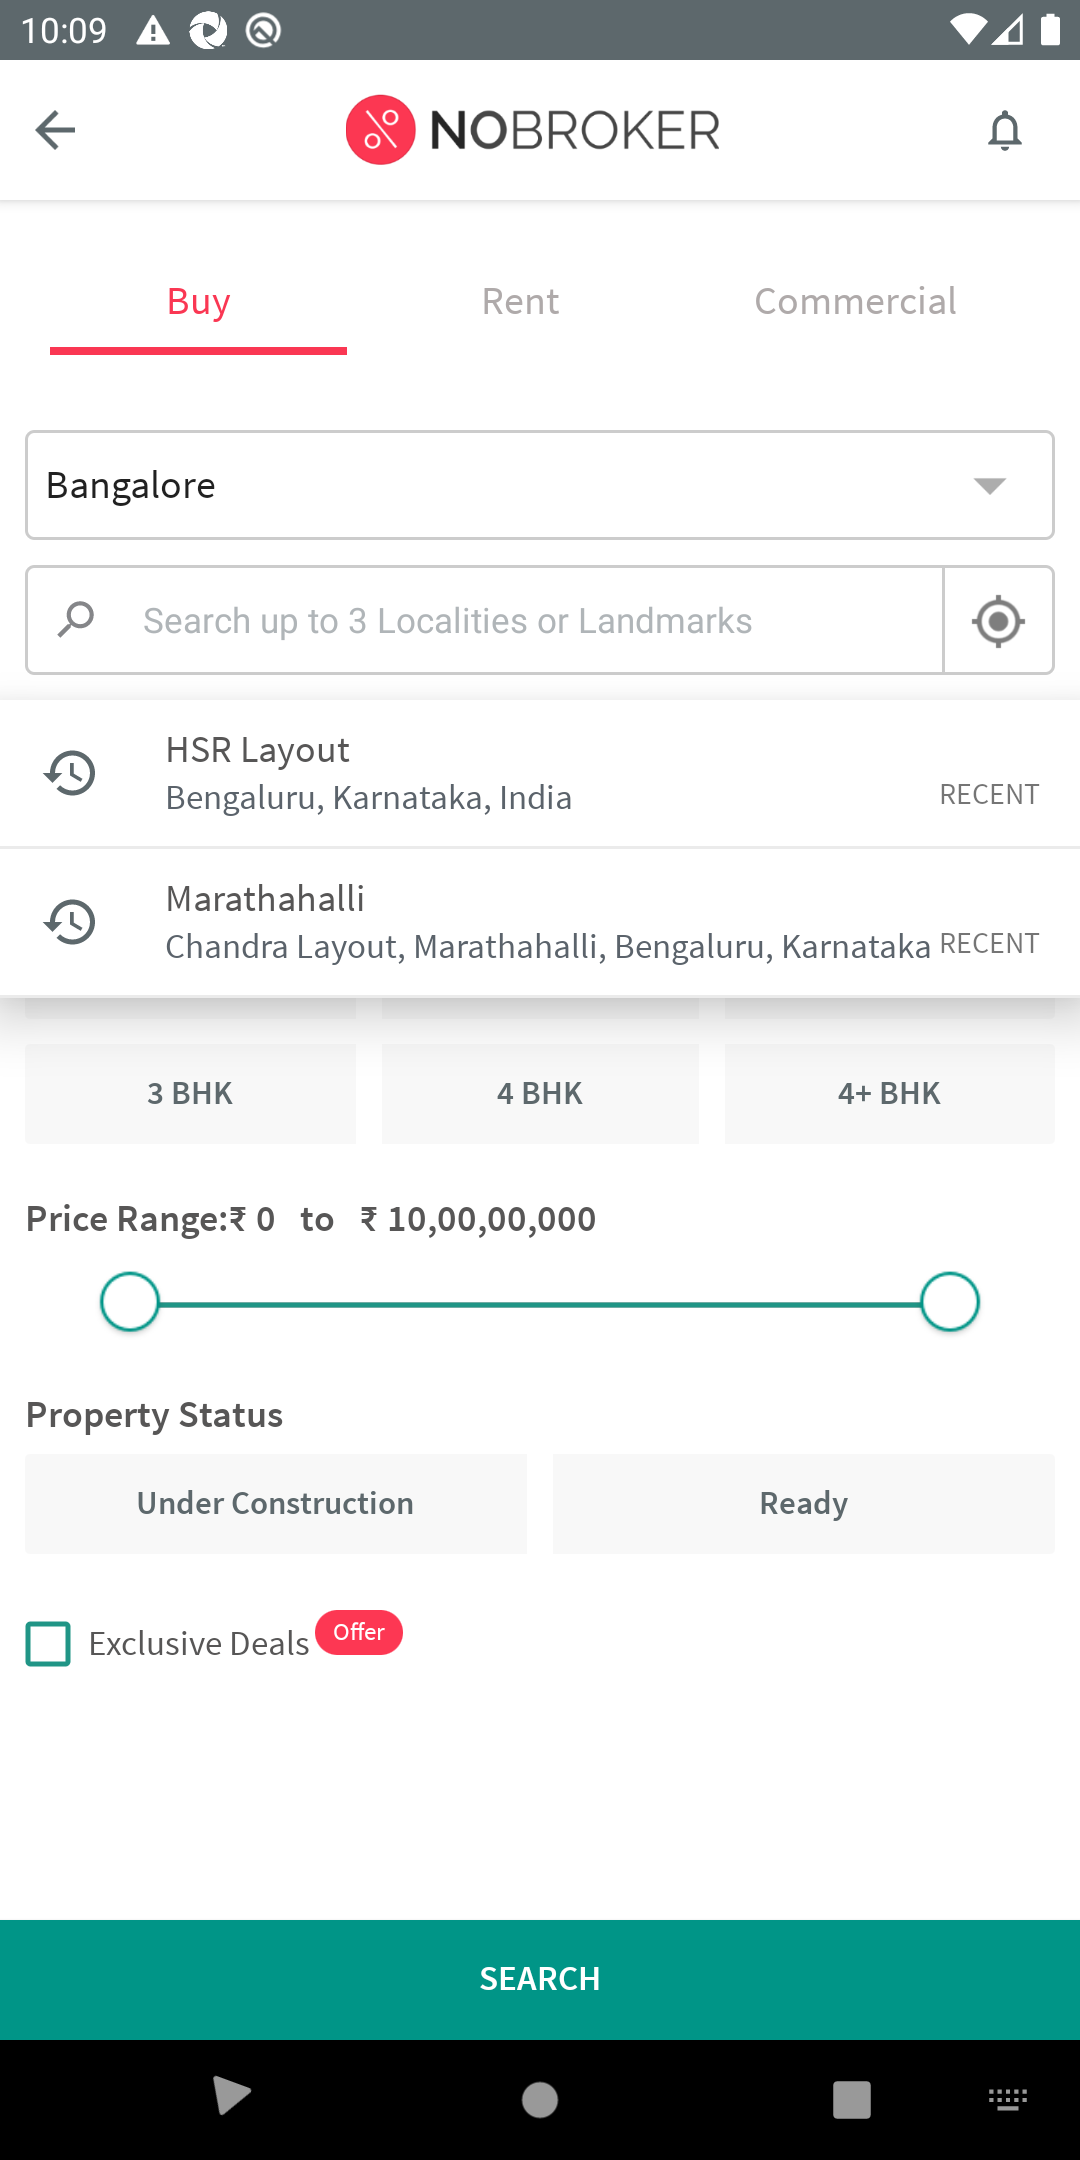 10:09
NOBROKER
Buy Rent Commercial
Bangalore
Search up to 3 Localities or Landmarks
HSR Layout
Bengaluru, Karnataka, India RECENT
Marathahalli
Chandra Layout, Marathahalli, Bengaluru, Karnataka RECENT
3 BHK 4 BHK 4+ BHK
Price Range:₹ 0 to ₹ 10,00,00,000
Property Status
Under Construction Ready
Exclusive Deals Offer
SEARCH